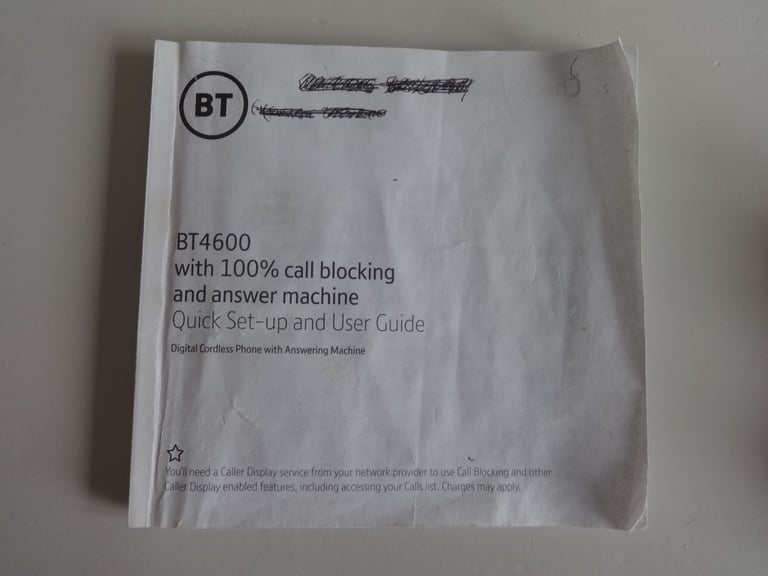 BT
BT4600
with 100% call blocking
and answer machine
Quick Set-up and User Guide
Digital Cordless Phone with Answering Machine
You'll need a Caller Display service from your network provider to use Call Blocking and other
Caller Display enabled features, including accessing your Calls list. Charges may apply.